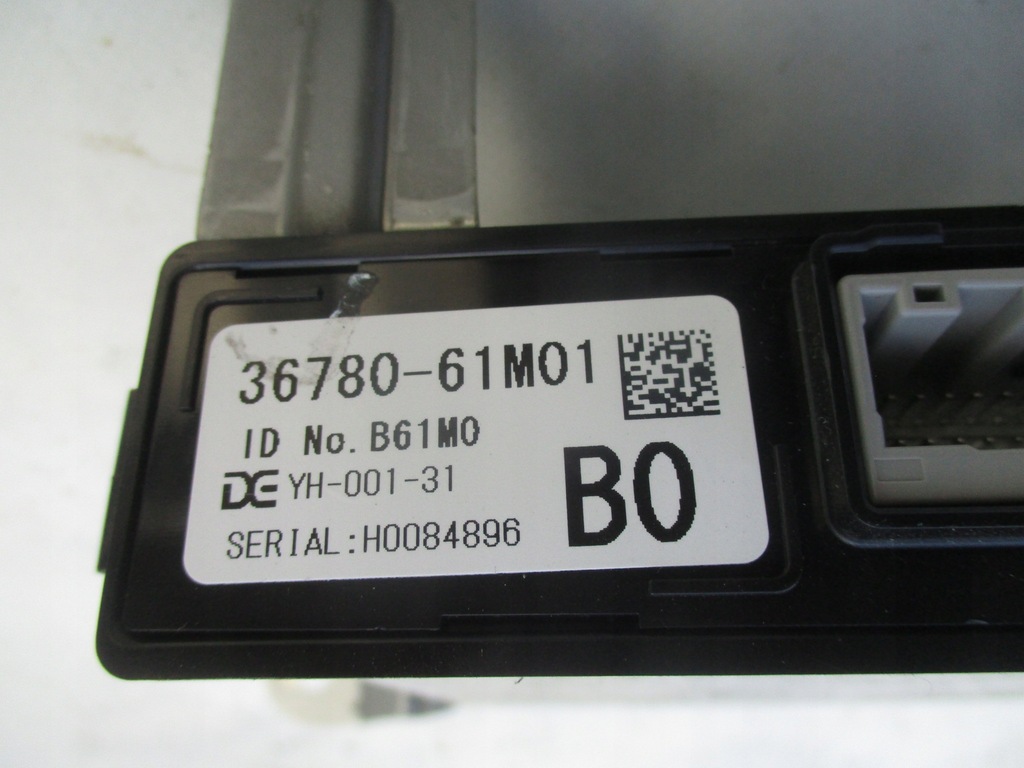 36780-61M01
ID No. B61M0
DE YH-001-31
SERIAL:H0084896
B0